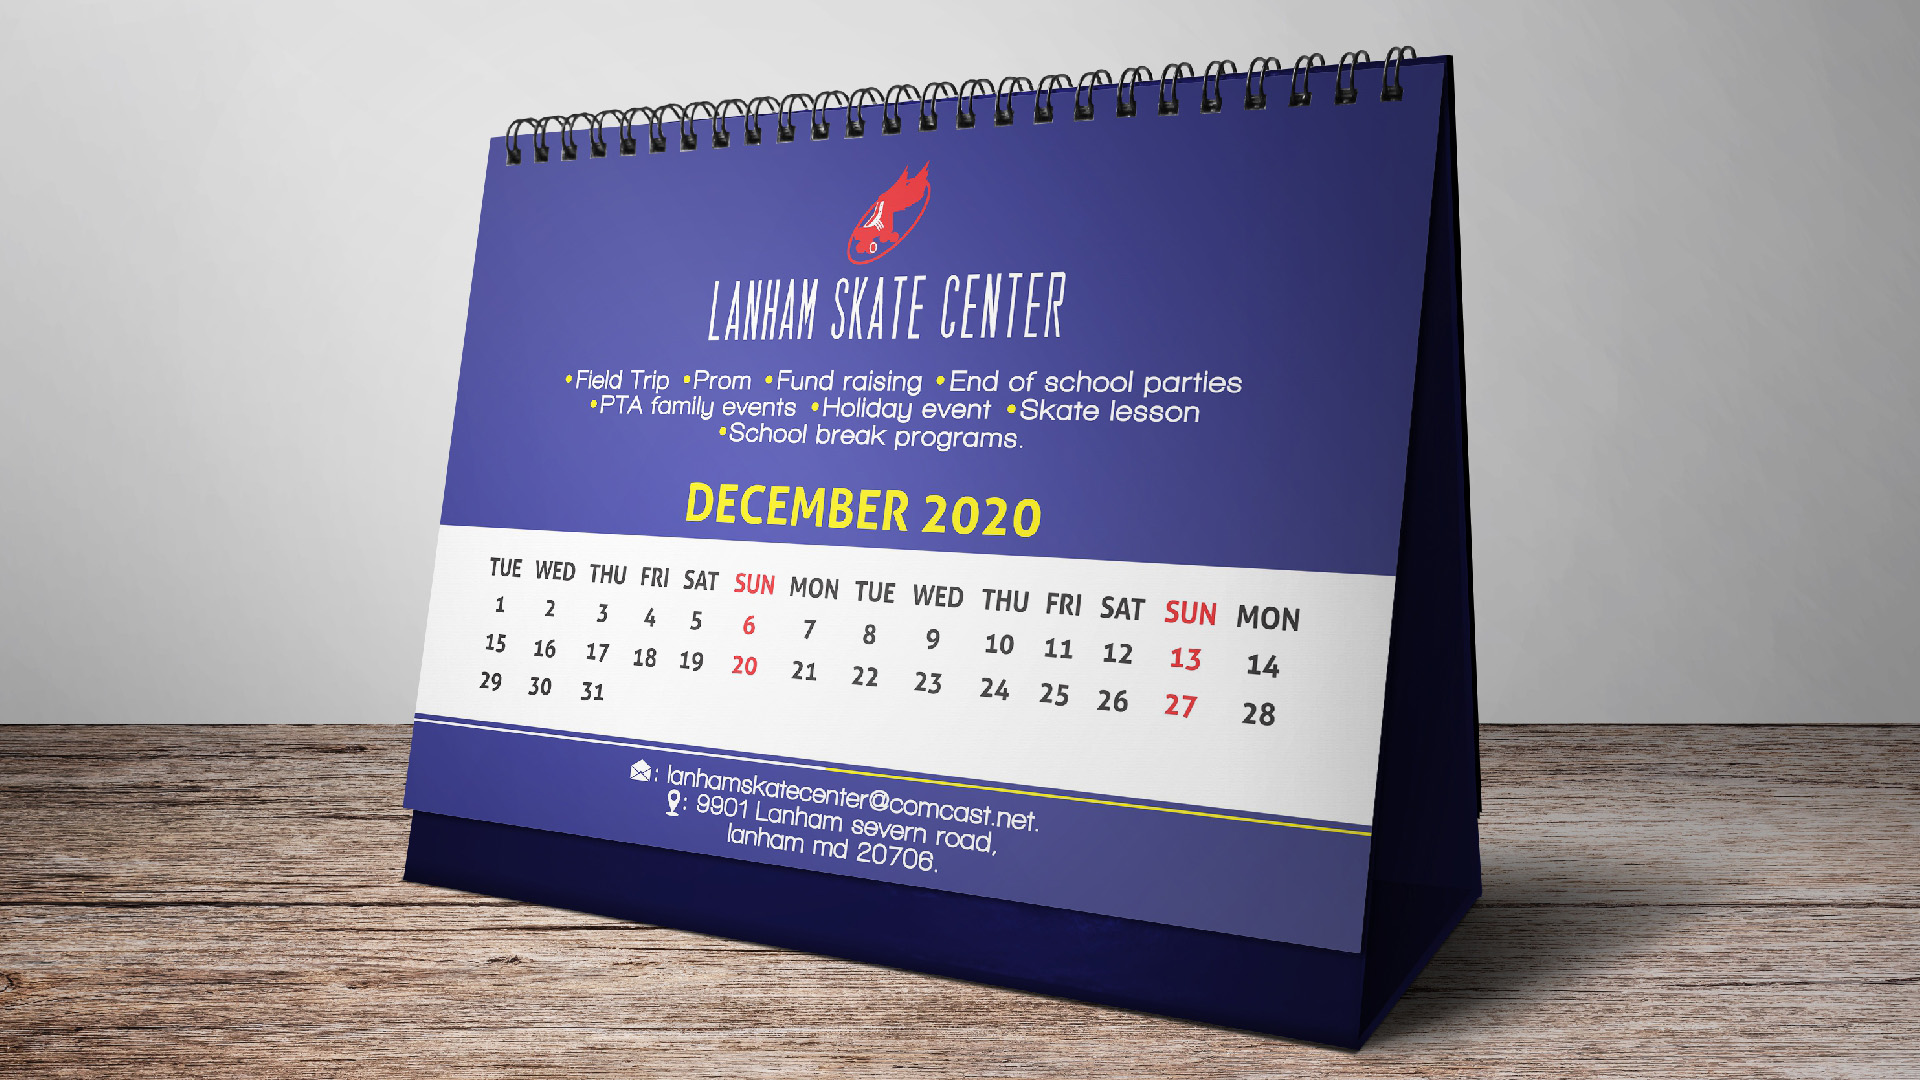 LANHAM SKATE CENTER
•Field Trip •Prom •Fund raising •End of school parties
•PTA family events •Holiday event •Skate lesson
•School break programs.
DECEMBER 2020
TUE WED THU FRI SAT SUN MON TUE WED THU FRI SAT SUN MON
1 2 3 4 5 6 7 8 9 10 11 12 13 14
15 16 17 18 19 20 21 22 23 24 25 26 27 28
29 30 31
: lanhamskatecenter@comcast.net.
: 9901 Lanham severn road,
lanham md 20706.